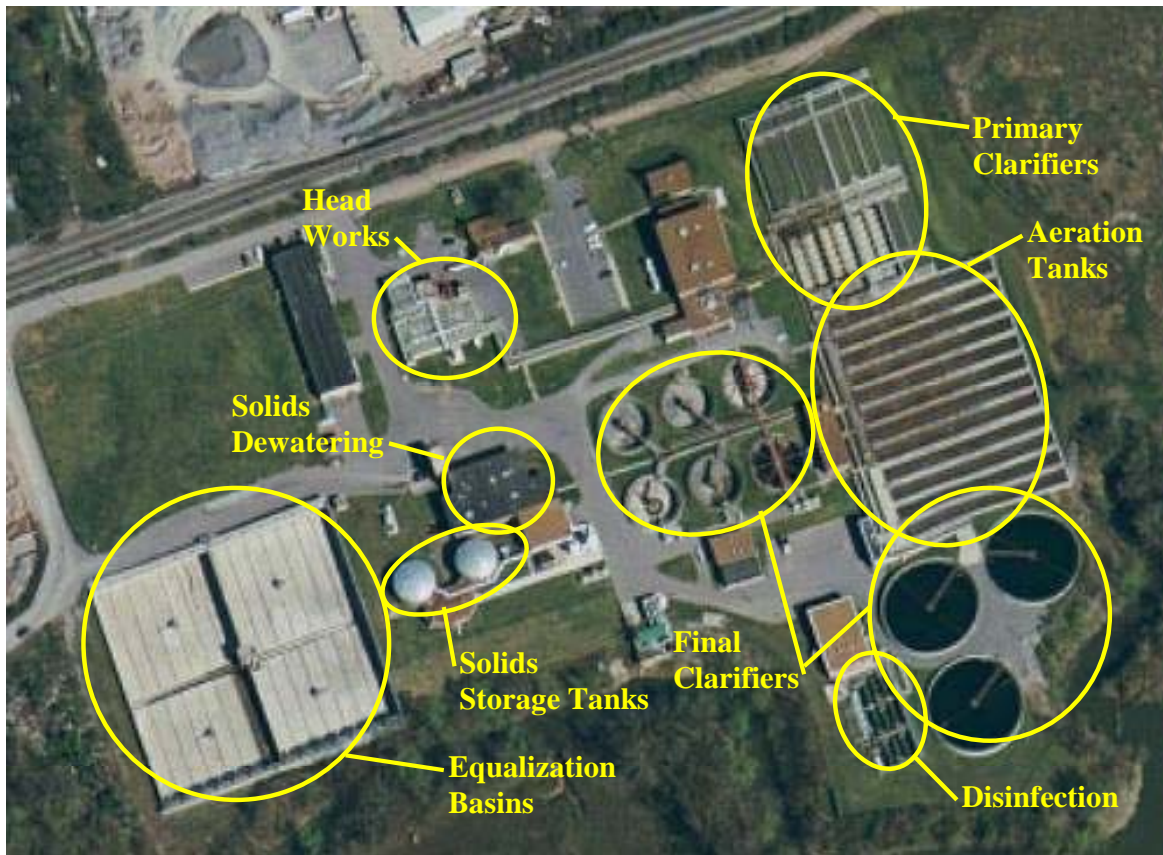 Primary
Clarifiers
Head
Works
Aeration
Tanks
Solids
Dewatering
Final
Clarifiers
Solids
Storage Tanks
Equalization
Basins
Disinfection